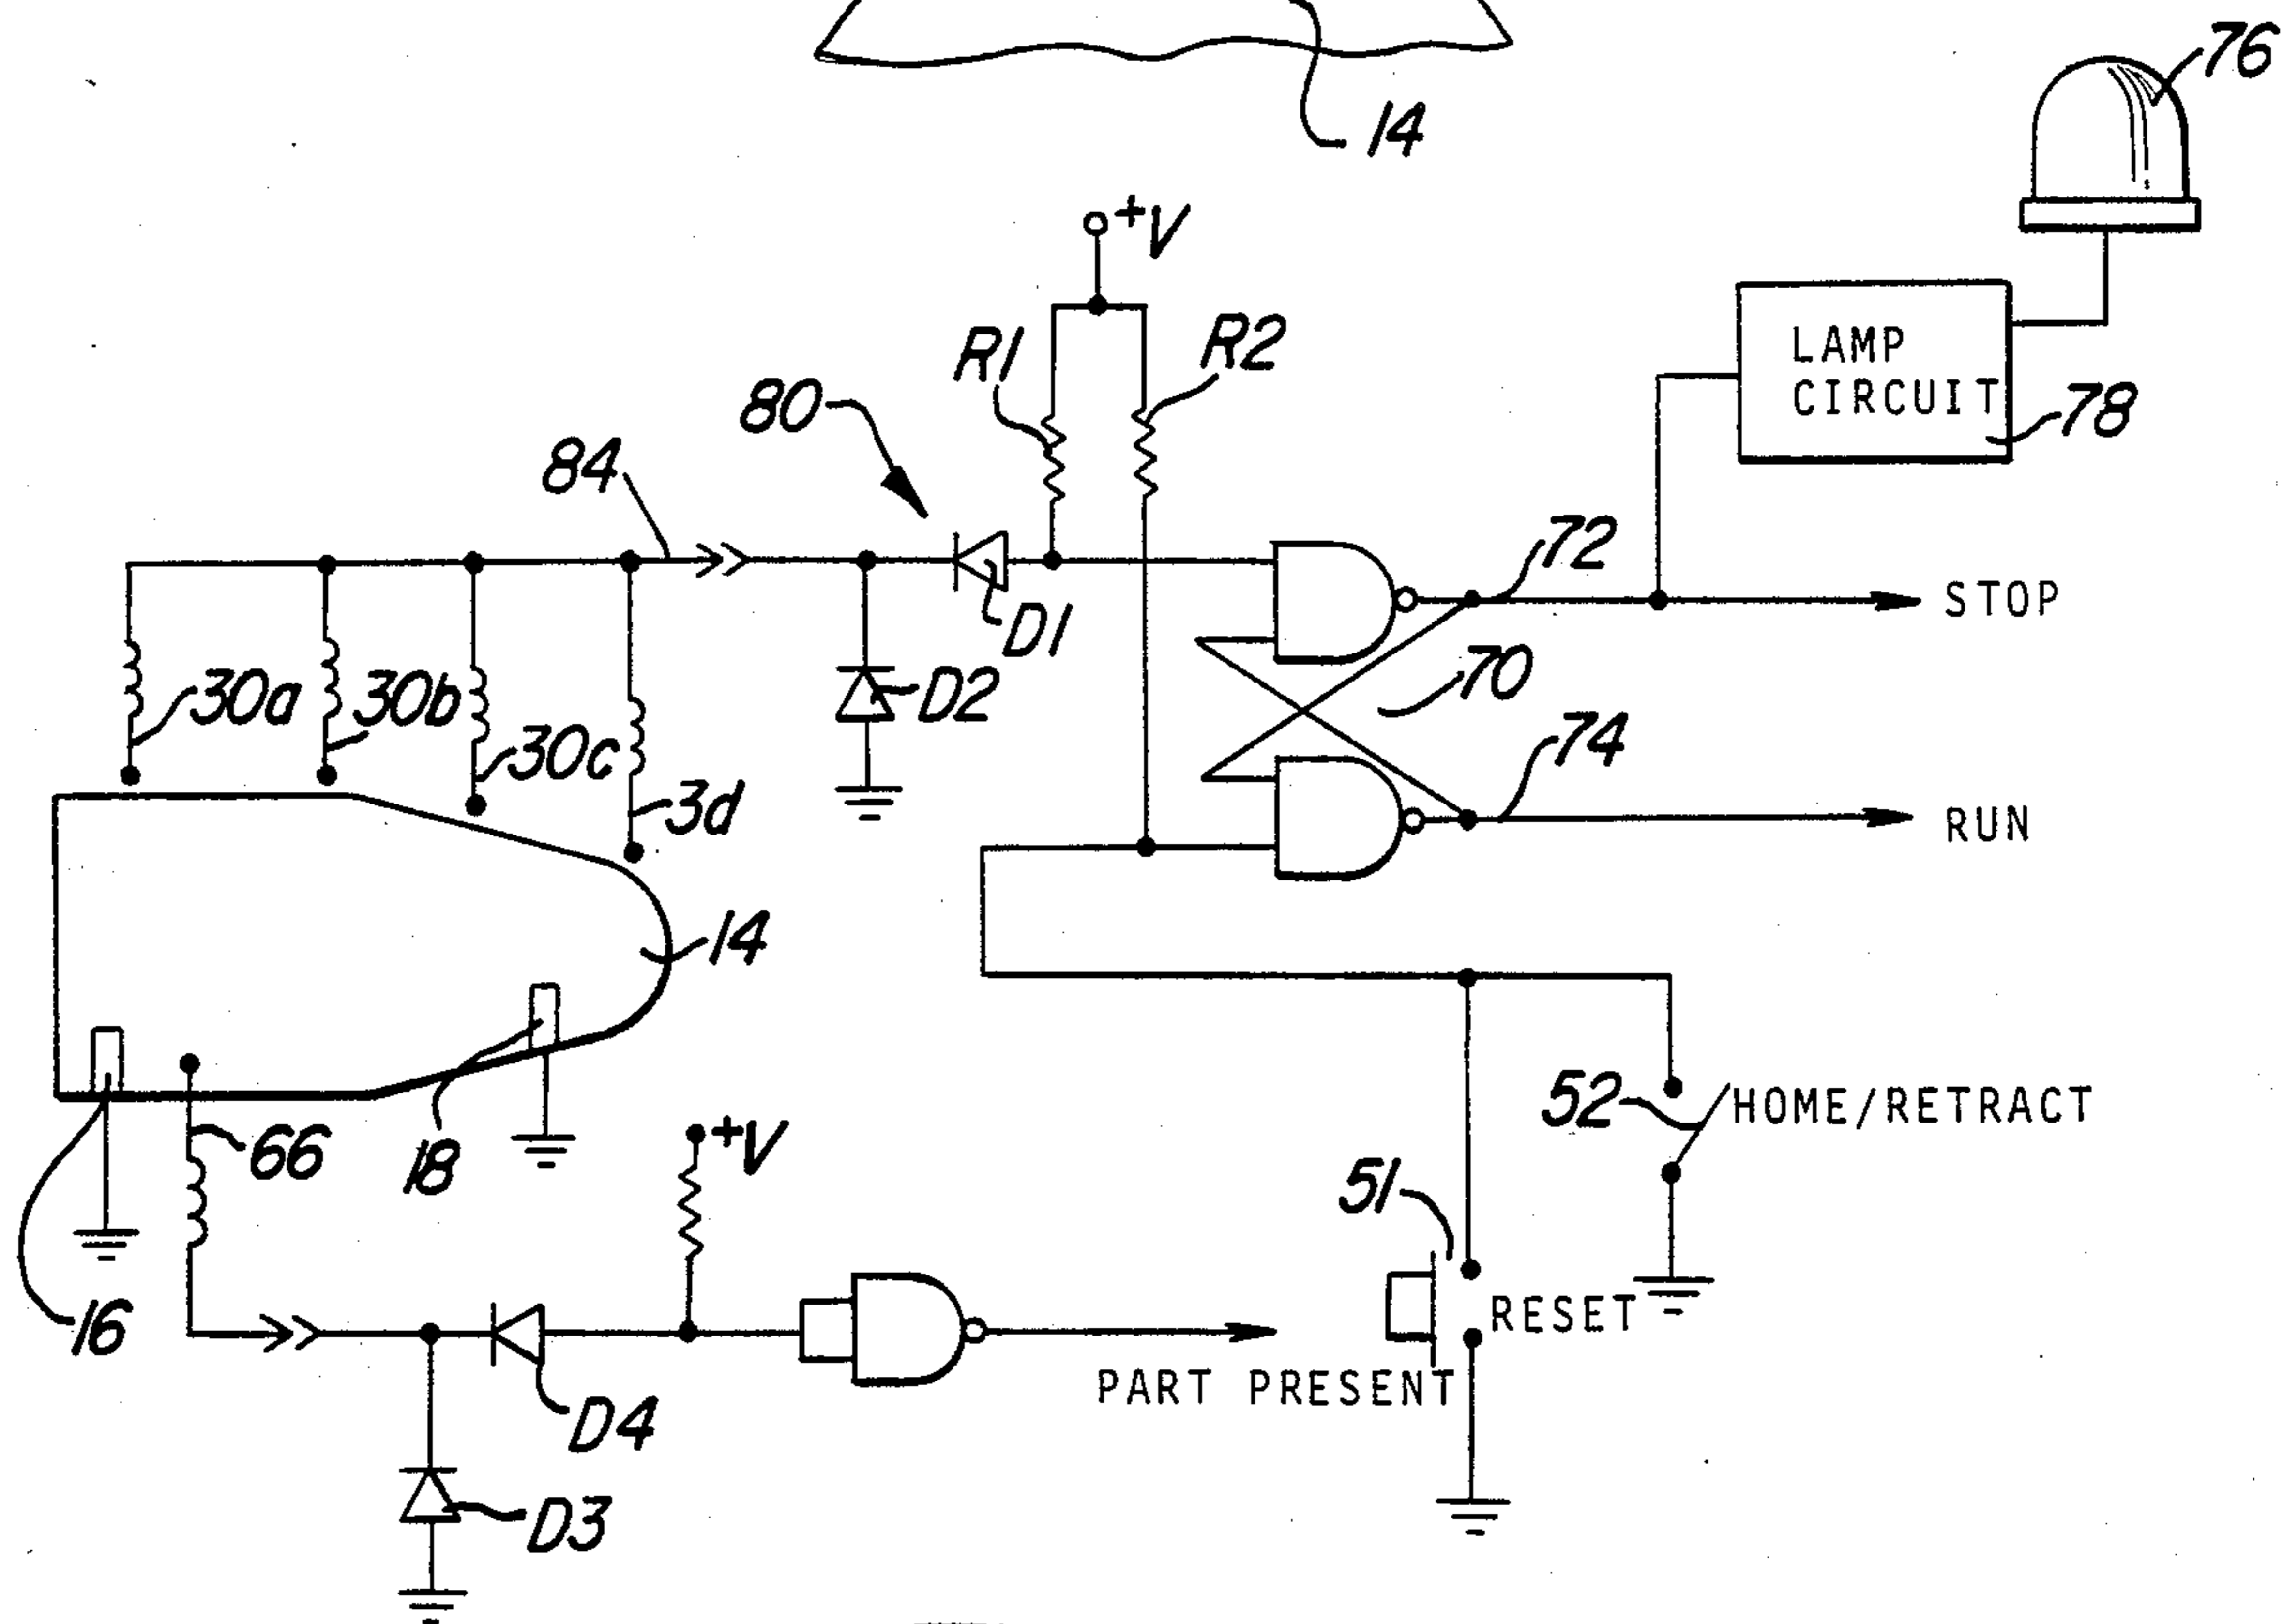 76
14
+V
R1
R2
LAMP
CIRCUIT
78
80
84
72
STOP
D1
30a
30b
D2
70
30c
74
3d
RUN
14
52
HOME/RETRACT
66
18
+V
51
16
RESET
PART PRESENT
D4
D3